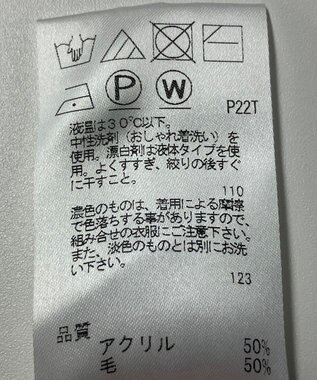 P W P22T
液温は30℃以下。
中性洗剤(おしゃれ着洗い)を
使用。漂白剤は液体タイプを使
用。よくすすぎ、絞りの後すぐ
に干すこと。
110
濃色のものは、着用による摩擦
で色落ちする事がありますので、
組み合せの衣服にご注意下さい。
また、淡色のものとは別にお洗
い下さい。
123
品質
アクリル 50%
毛 50%